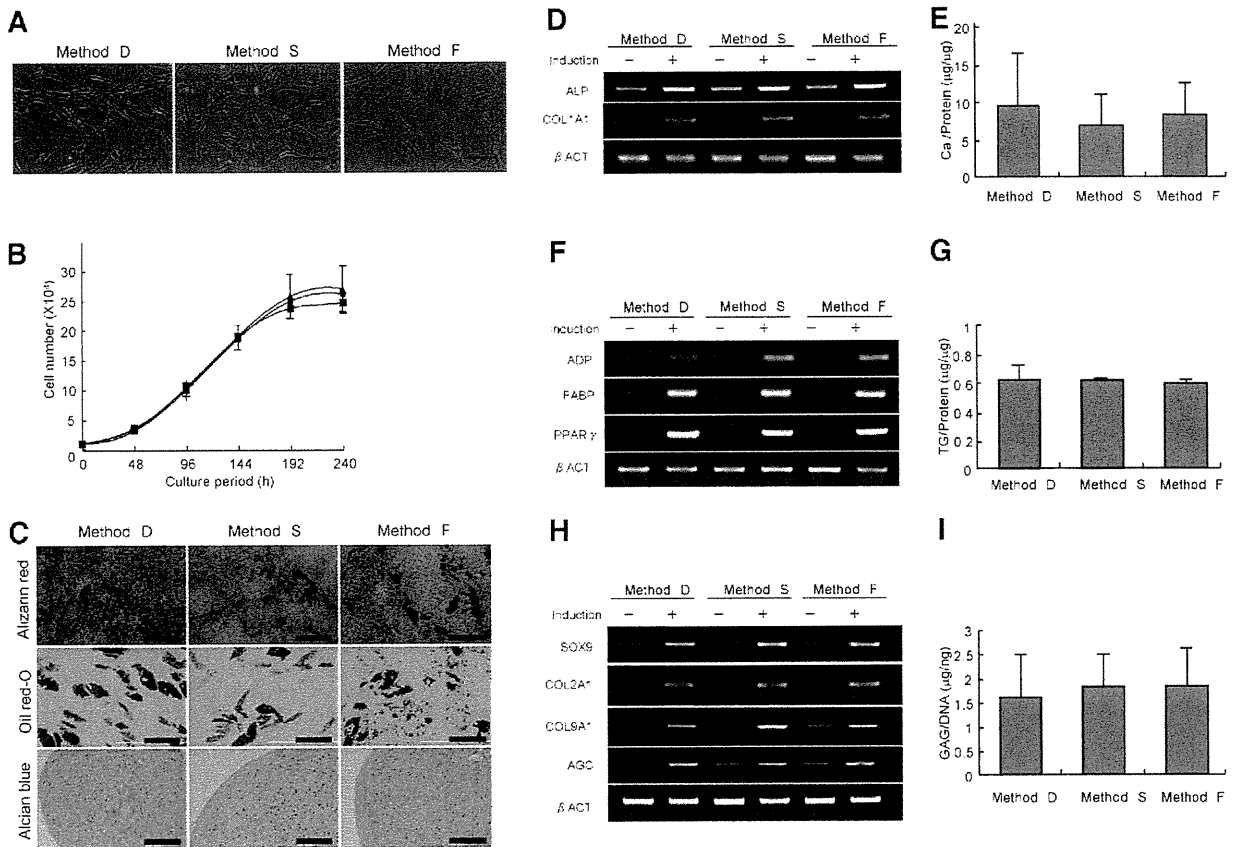 A
Method D Method S Method F
B
Cell number (X10⁴)
30
25
20
15
10
5
0
0 48 96 144 192 240
Culture period (h)
C
Method D Method S Method F
Alizarin red
Oil red-O
Alcian blue
D
Method D Method S Method F
Induction − + − + − +
ALP
COL1A1
β ACT
E
Ca/Protein (μg/μg)
20
15
10
5
0
Method D Method S Method F
F
Method D Method S Method F
Induction − + − + − +
ADP
FABP
PPAR γ
β ACT
G
TG/Protein (μg/μg)
1
0 8
0.6
0 4
0 2
0
Method D Method S Method F
H
Method D Method S Method F
Induction − + − + − +
SOX9
COL2A1
COL9A1
AGC
β ACT
I
GAG/DNA (μg/ng)
3
2.5
2
1.5
1
0.5
0
Method D Method S Method F